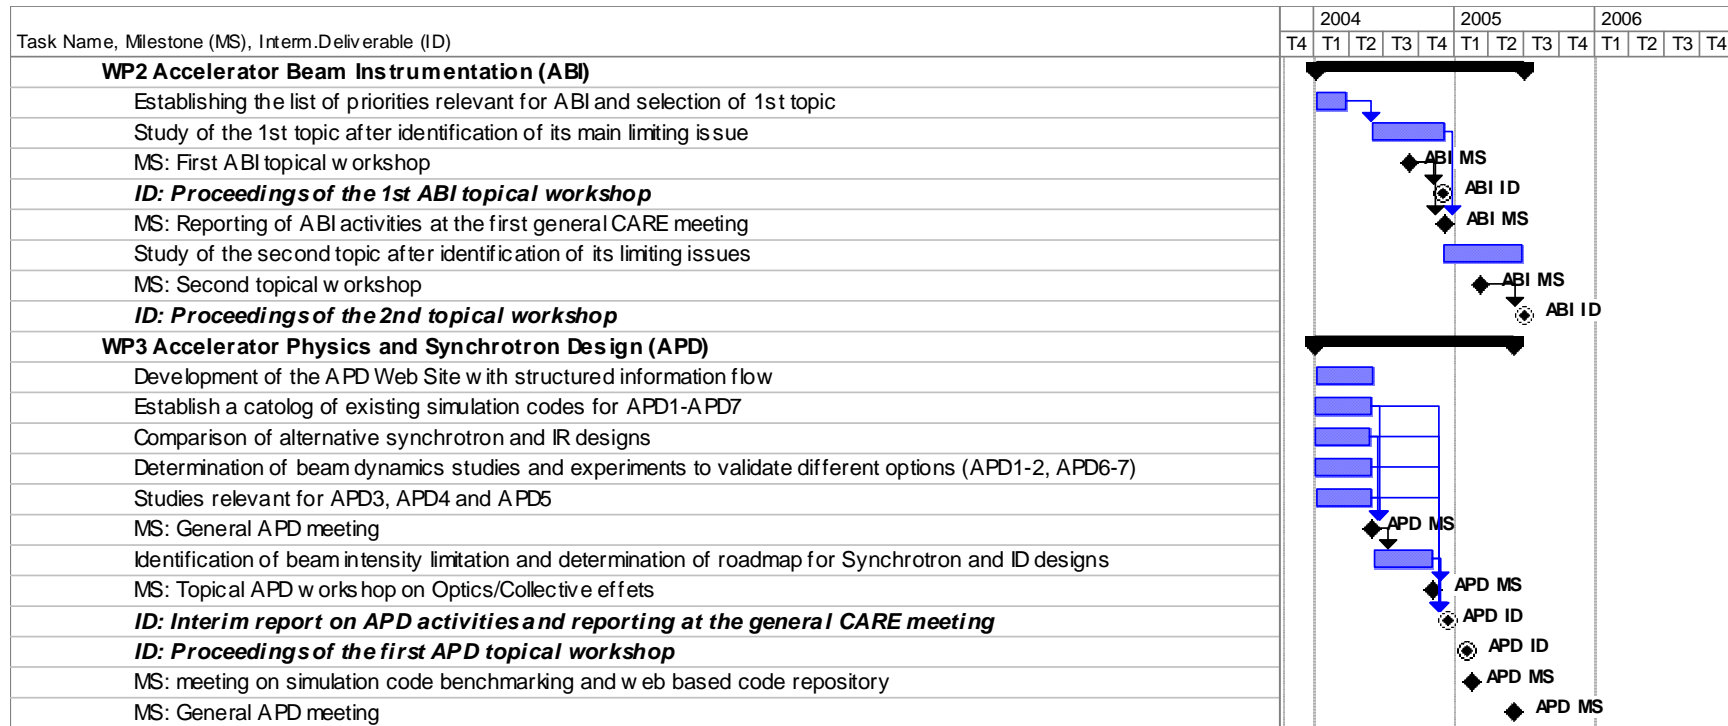 2004 2005 2006
Task Name, Milestone (MS), Interm.Deliverable (ID) T4 T1 T2 T3 T4 T1 T2 T3 T4 T1 T2 T3 T4
WP2 Accelerator Beam Instrumentation (ABI)
Establishing the list of priorities relevant for ABI and selection of 1st topic
Study of the 1st topic after identification of its main limiting issue
MS: First ABI topical workshop ABI MS
ID: Proceedings of the 1st ABI topical workshop ABI ID
MS: Reporting of ABI activities at the first general CARE meeting ABI MS
Study of the second topic after identification of its limiting issues
MS: Second topical workshop ABI MS
ID: Proceedings of the 2nd topical workshop ABI ID
WP3 Accelerator Physics and Synchrotron Design (APD)
Development of the APD Web Site with structured information flow
Establish a catolog of existing simulation codes for APD1-APD7
Comparison of alternative synchrotron and IR designs
Determination of beam dynamics studies and experiments to validate different options (APD1-2, APD6-7)
Studies relevant for APD3, APD4 and APD5
MS: General APD meeting APD MS
Identification of beam intensity limitation and determination of roadmap for Synchrotron and ID designs
MS: Topical APD workshop on Optics/Collective effets APD MS
ID: Interim report on APD activities and reporting at the general CARE meeting APD ID
ID: Proceedings of the first APD topical workshop APD ID
MS: meeting on simulation code benchmarking and web based code repository APD MS
MS: General APD meeting APD MS